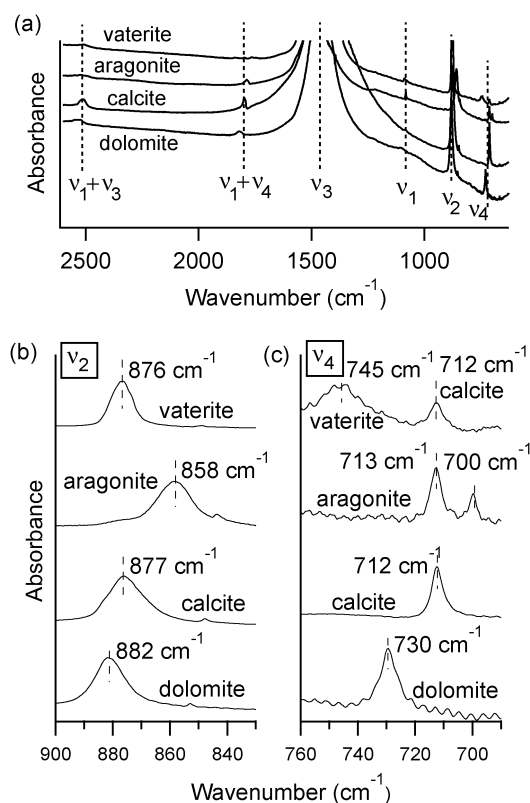 (a)
vaterite
aragonite
calcite
dolomite
ν1+ν3
ν1+ν4
ν3
ν1
ν2
ν4
Absorbance
2500 2000 1500 1000
Wavenumber (cm-1)
(b) ν2
876 cm-1
vaterite
aragonite
858 cm-1
877 cm-1
calcite
882 cm-1
dolomite
Absorbance
900 880 860 840
Wavenumber (cm-1)
(c) ν4
745 cm-1
712 cm-1
calcite
vaterite
713 cm-1
700 cm-1
aragonite
712 cm-1
calcite
730 cm-1
dolomite
760 740 720 700
Wavenumber (cm-1)